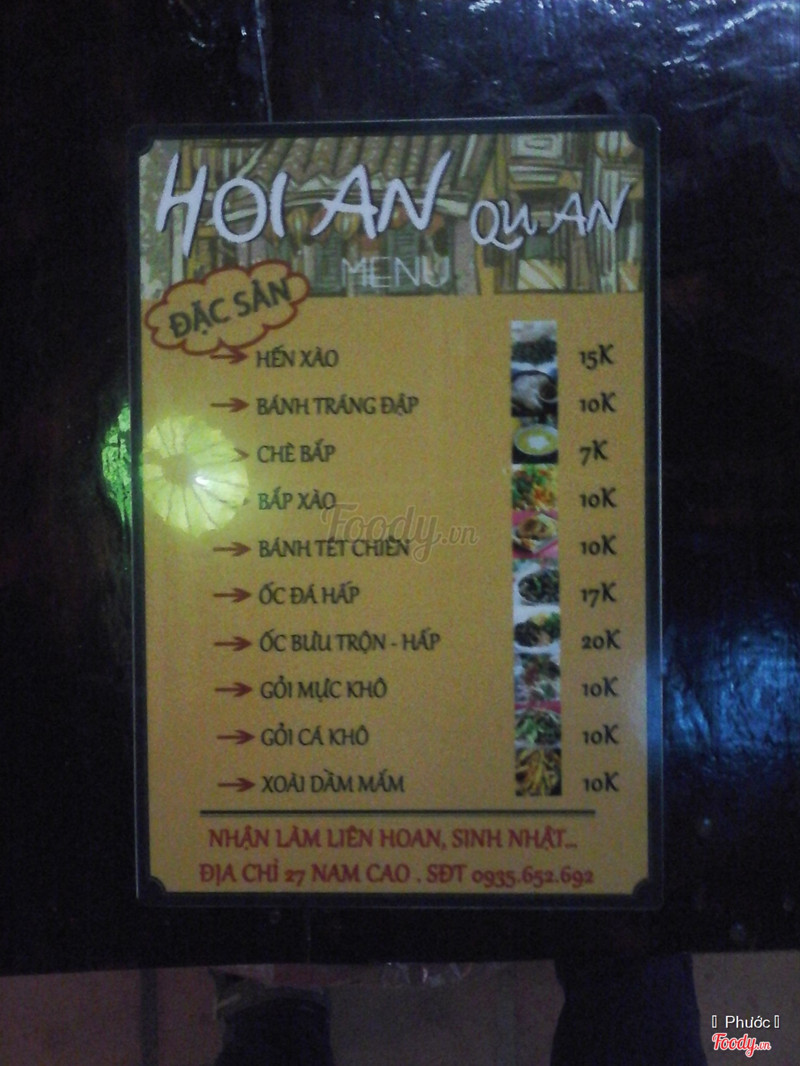 HOI AN QUAN
MENU
ĐẶC SẢN
HẾN XÀO 15K
BÁNH TRÁNG ĐẬP 10K
CHÈ BẮP 7K
BẮP XÀO 10K
BÁNH TÉT CHIÊN 10K
ỐC ĐÁ HẤP 17K
ỐC BƯU TRỘN - HẤP 20K
GỎI MỰC KHÔ 10K
GỎI CÁ KHÔ 10K
XOÀI DẦM MẮM 10K
NHẬN LÀM LIÊN HOAN, SINH NHẬT...
ĐỊA CHỈ 27 NAM CAO . SĐT 0935.652.692
Foody.vn
Phước
Foody.vn